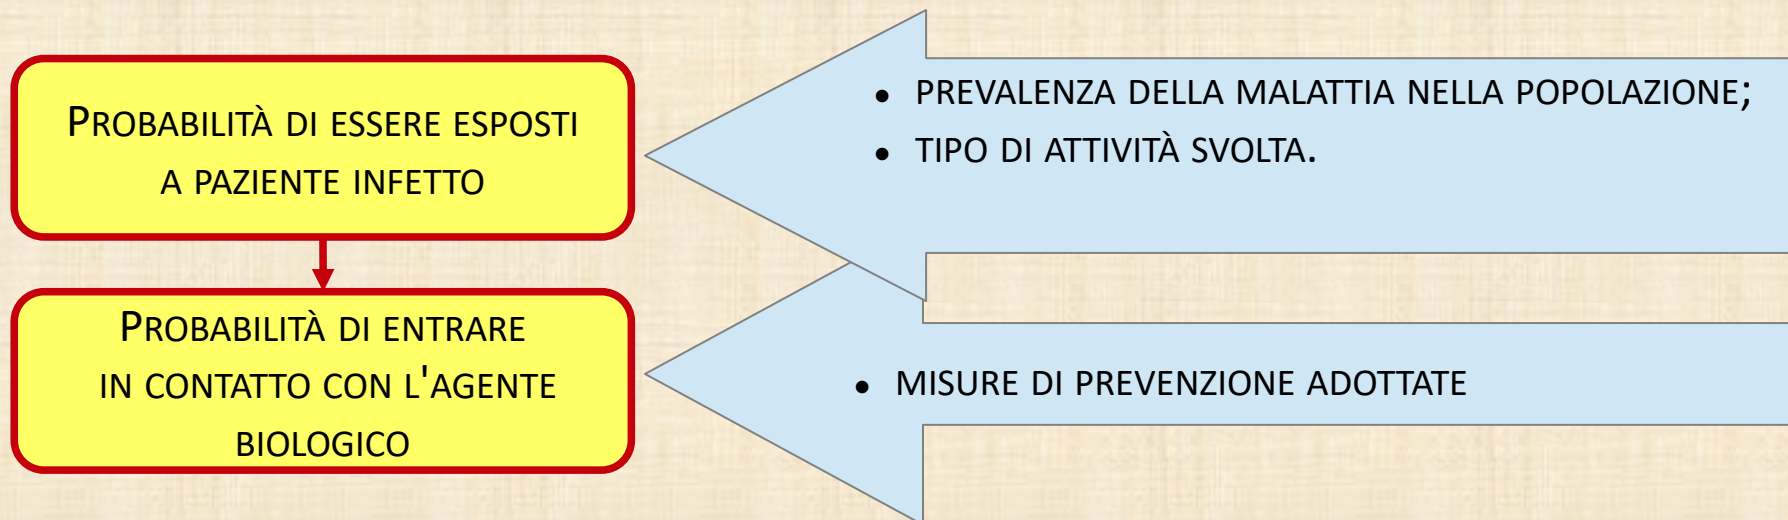 PROBABILITÀ DI ESSERE ESPOSTI
A PAZIENTE INFETTO
• PREVALENZA DELLA MALATTIA NELLA POPOLAZIONE;
• TIPO DI ATTIVITÀ SVOLTA.
PROBABILITÀ DI ENTRARE
IN CONTATTO CON L'AGENTE
BIOLOGICO
• MISURE DI PREVENZIONE ADOTTATE